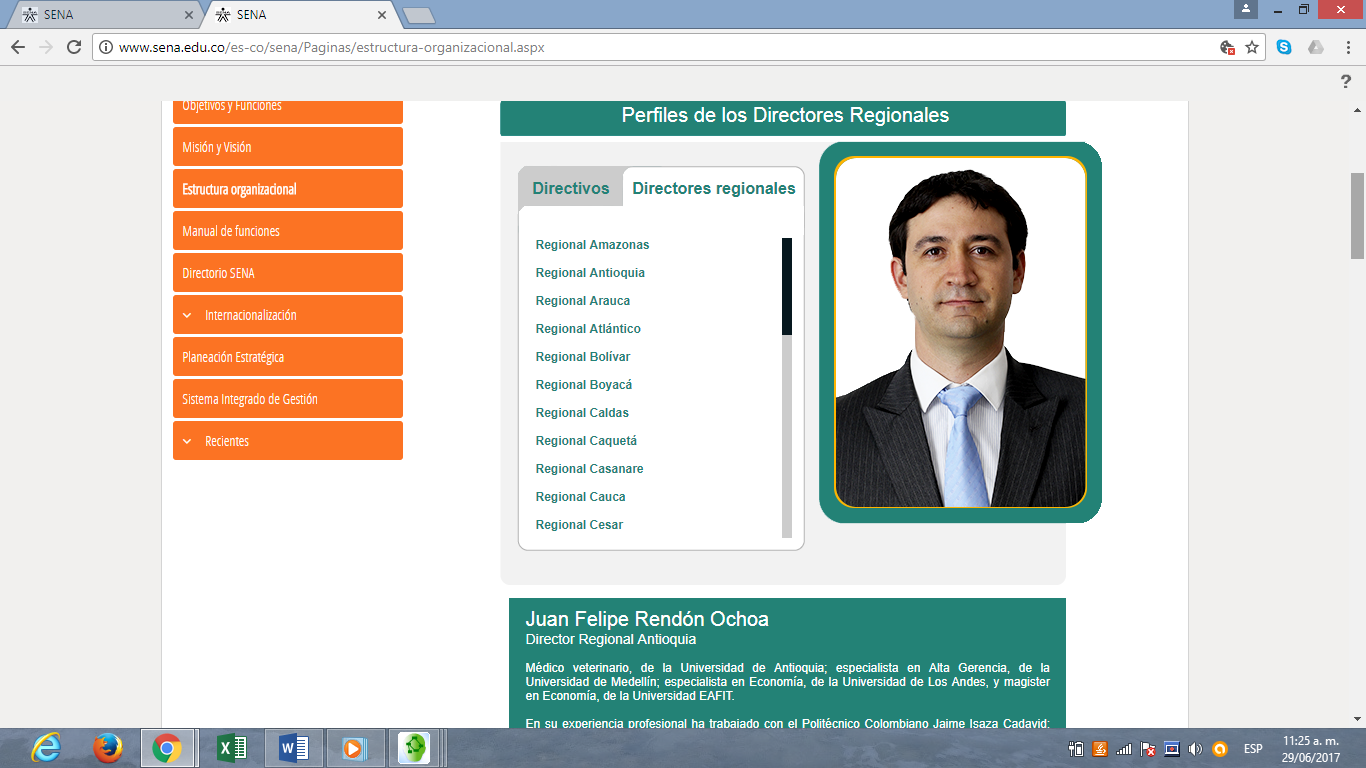 SENA
SENA
www.sena.edu.co/es-co/sena/Paginas/estructura-organizacional.aspx
?
Objetivos y Funciones
Misión y Visión
Estructura organizacional
Manual de funciones
Directorio SENA
Internacionalización
Planeación Estratégica
Sistema Integrado de Gestión
Recientes
Perfiles de los Directores Regionales
Directivos
Directores regionales
Regional Amazonas
Regional Antioquia
Regional Arauca
Regional Atlántico
Regional Bolívar
Regional Boyacá
Regional Caldas
Regional Caquetá
Regional Casanare
Regional Cauca
Regional Cesar
Juan Felipe Rendón Ochoa
Director Regional Antioquia
Médico veterinario, de la Universidad de Antioquia; especialista en Alta Gerencia, de la
Universidad de Medellín; especialista en Economía, de la Universidad de Los Andes, y magister
en Economía, de la Universidad EAFIT.
En su experiencia profesional ha trabajado con el Politécnico Colombiano Jaime Isaza Cadavid;
ESP
11:25 a. m.
29/06/2017